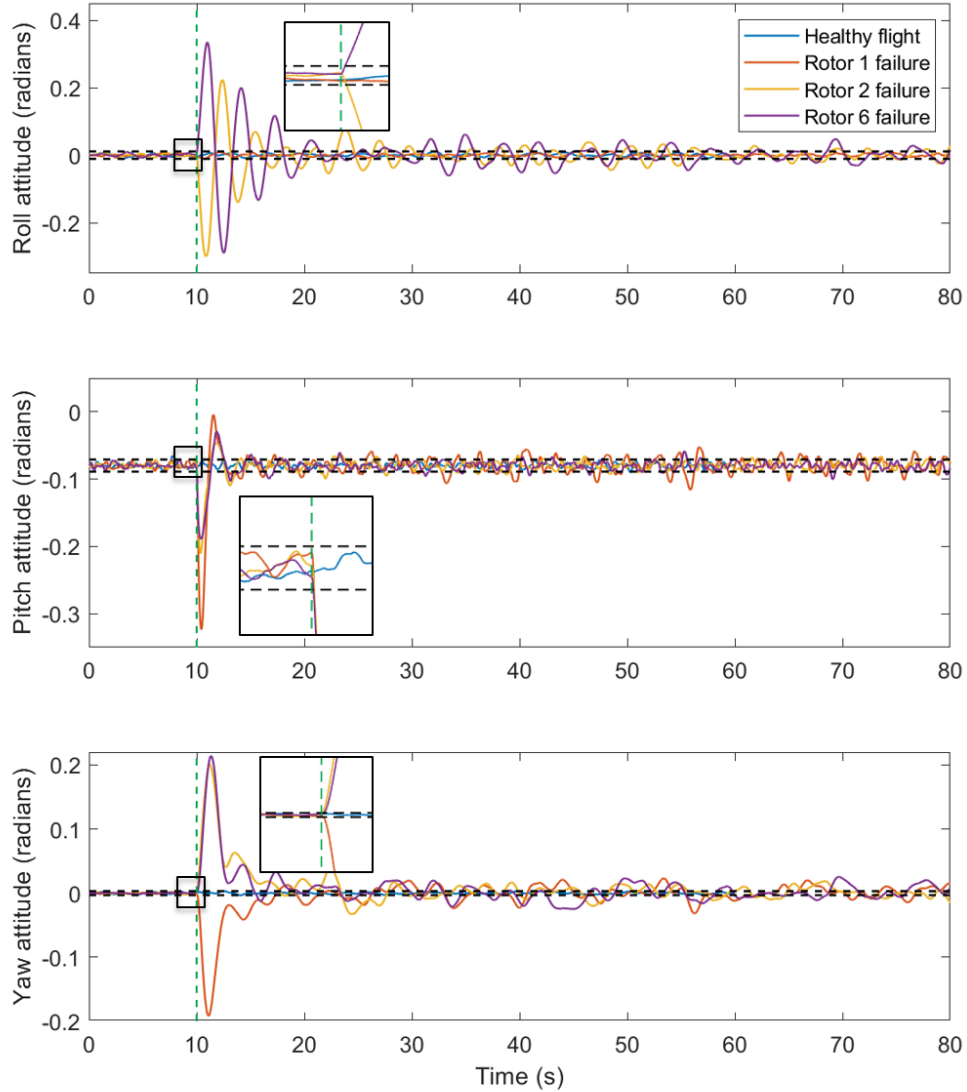 Roll attitude (radians)
0.4
0.2
0
-0.2
Healthy flight
Rotor 1 failure
Rotor 2 failure
Rotor 6 failure
0 10 20 30 40 50 60 70 80
Time (s)
Pitch attitude (radians)
0
-0.1
-0.2
-0.3
0 10 20 30 40 50 60 70 80
Time (s)
Yaw attitude (radians)
0.2
0.1
0
-0.1
-0.2
0 10 20 30 40 50 60 70 80
Time (s)